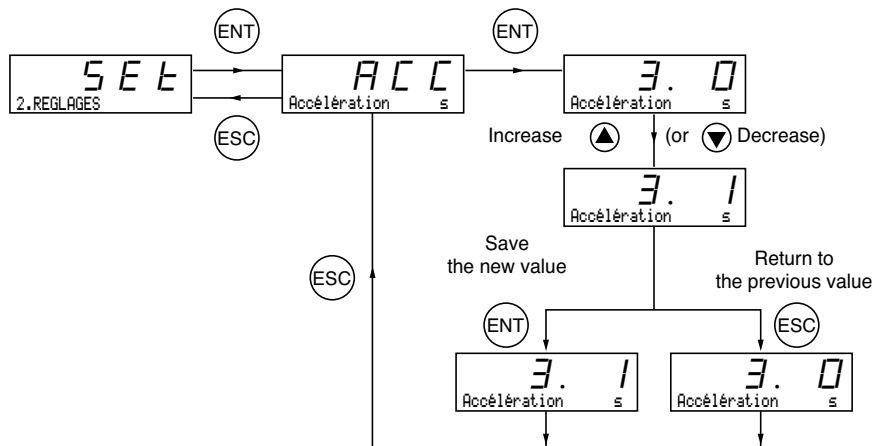 ENT
ENT
SEt
2.REGLAGES
ACC
Accélération s
3. 0
Accélération s
ESC
Increase (or Decrease)
3. 1
Accélération s
Save
the new value
Return to
the previous value
ESC
ENT
ESC
3. 1
Accélération s
3. 0
Accélération s